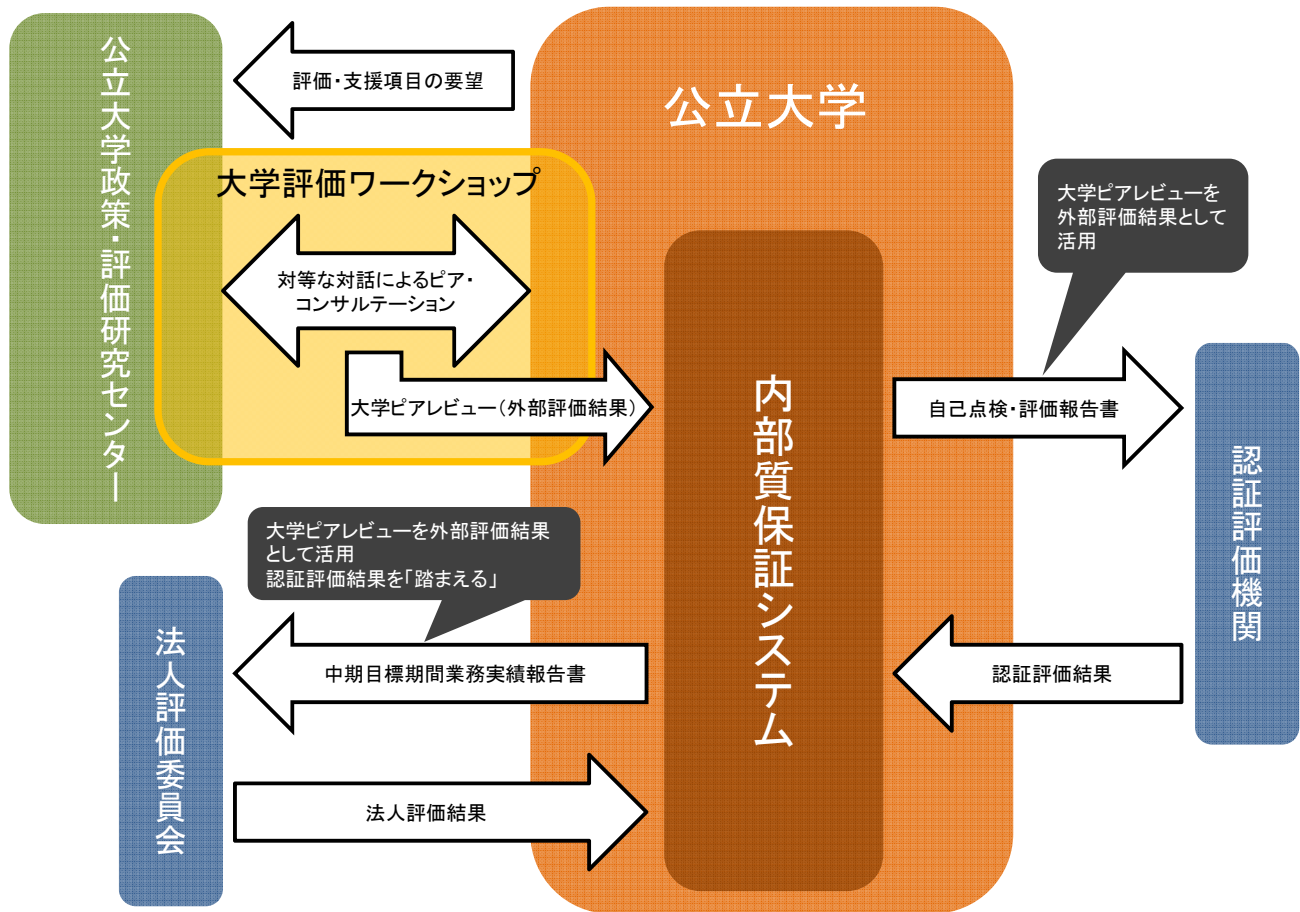 公立大学政策・評価研究センター
評価・支援項目の要望
公立大学
大学評価ワークショップ
対等な対話によるピア・
コンサルテーション
大学ピアレビュー(外部評価結果)
内部質保証システム
大学ピアレビューを
外部評価結果として
活用
自己点検・評価報告書
認証評価機関
大学ピアレビューを外部評価結果
として活用
認証評価結果を「踏まえる」
法人評価委員会
中期目標期間業務実績報告書
認証評価結果
法人評価結果